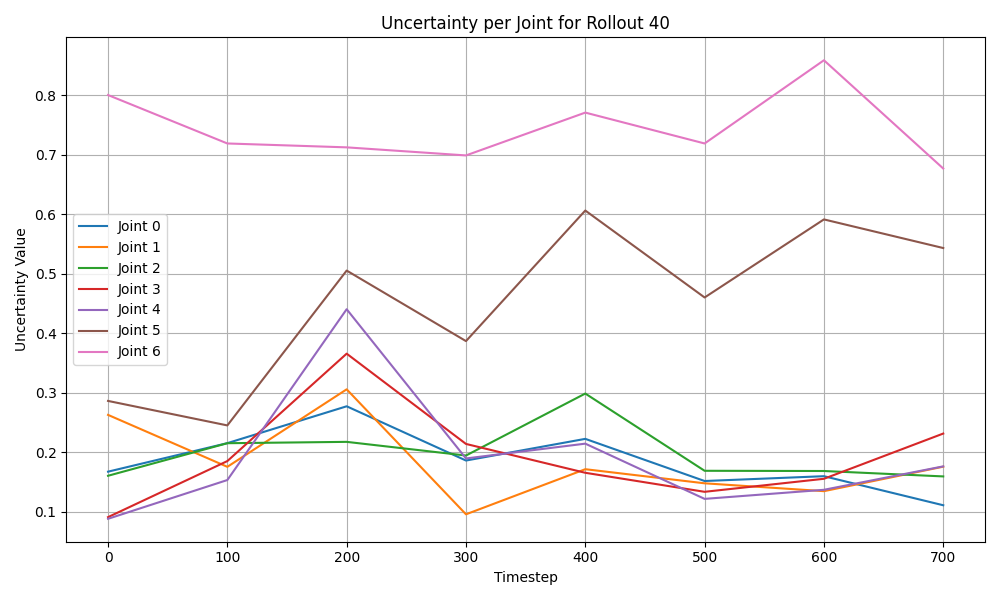 Uncertainty per Joint for Rollout 40
Uncertainty Value
0.8
0.7
0.6
0.5
0.4
0.3
0.2
0.1
Joint 0
Joint 1
Joint 2
Joint 3
Joint 4
Joint 5
Joint 6
0 100 200 300 400 500 600 700
Timestep